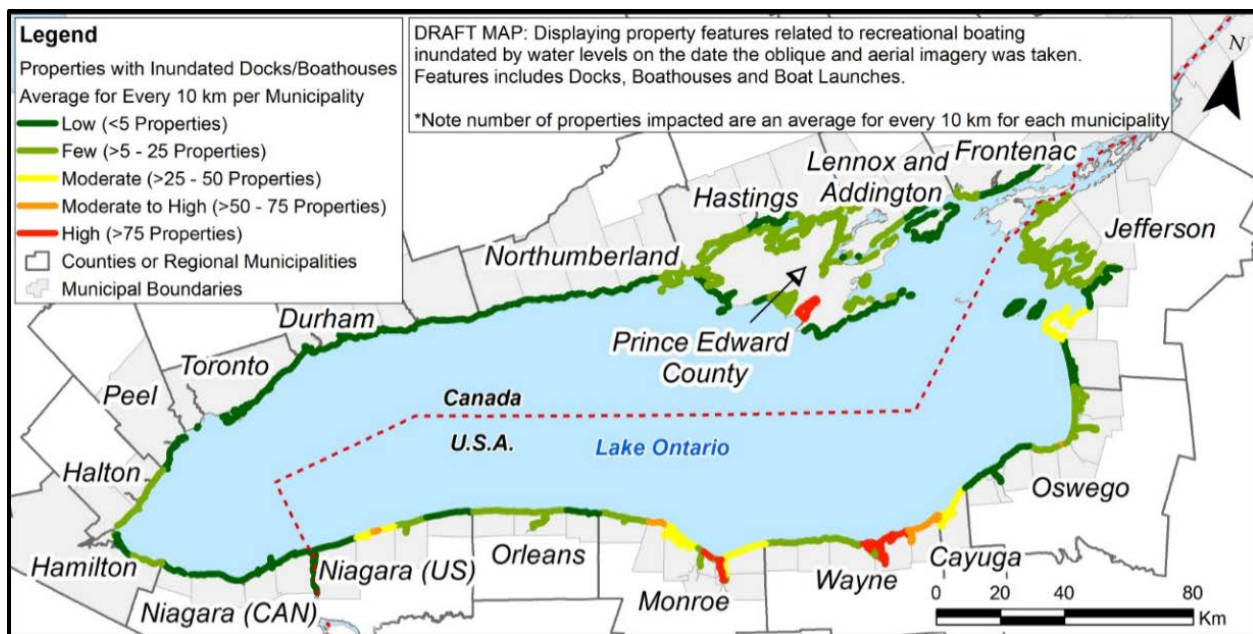 Legend
Properties with Inundated Docks/Boathouses
Average for Every 10 km per Municipality
Low (<5 Properties)
Few (>5 - 25 Properties)
Moderate (>25 - 50 Properties)
Moderate to High (>50 - 75 Properties)
High (>75 Properties)
Counties or Regional Municipalities
Municipal Boundaries
DRAFT MAP: Displaying property features related to recreational boating
inundated by water levels on the date the oblique and aerial imagery was taken.
Features includes Docks, Boathouses and Boat Launches.
*Note number of properties impacted are an average for every 10 km for each municipality
N
Lennox and
Addington
Frontenac
Hastings
Jefferson
Northumberland
Durham
Prince Edward
County
Toronto
Peel
Canada
U.S.A.
Lake Ontario
Halton
Oswego
Hamilton
Niagara (US)
Orleans
Cayuga
Wayne
Niagara (CAN)
Monroe
0 20 40 60 80
Km